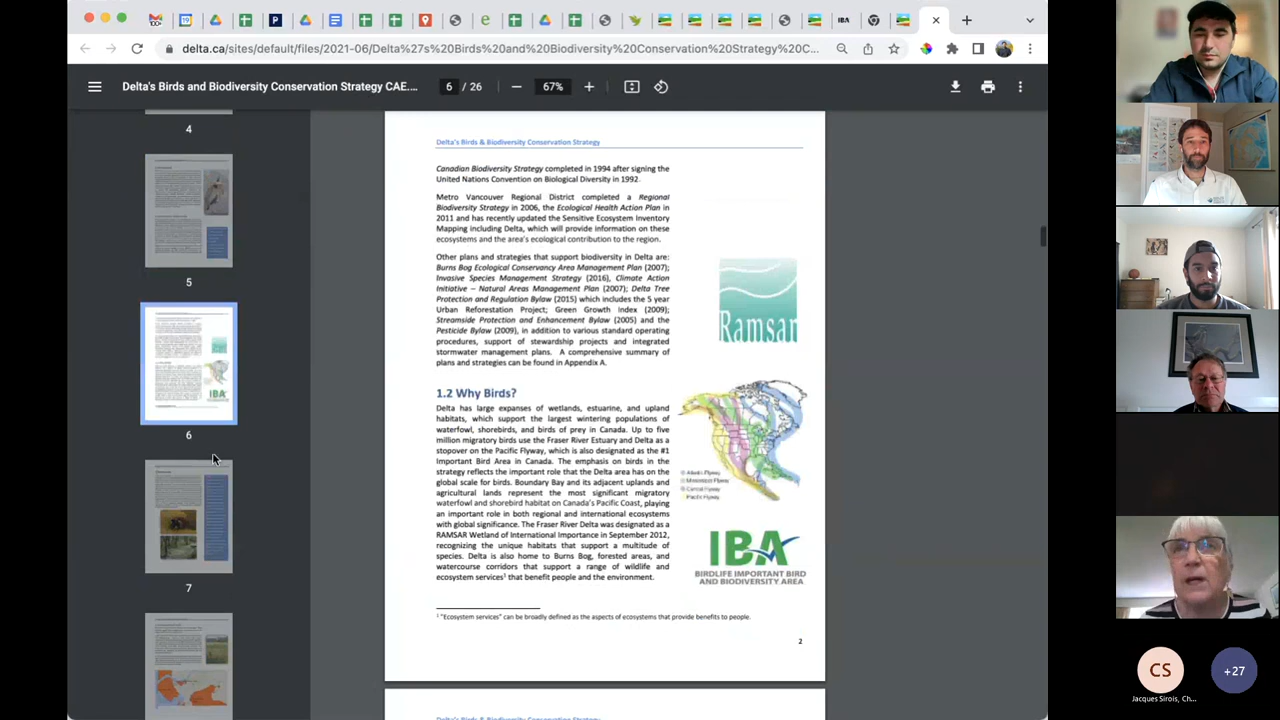 100+
19
P
IBA
delta.ca/sites/default/files/2021-06/Delta%27s%20Birds%20and%20Biodiversity%20Conservation%20Strategy%20C...
Delta's Birds and Biodiversity Conservation Strategy CAE....
6 / 26
67%
4
5
6
7
Delta's Birds & Biodiversity Conservation Strategy
Canadian Biodiversity Strategy completed in 1994 after signing the
United Nations Convention on Biological Diversity in 1992.
Metro Vancouver Regional District completed a Regional
Biodiversity Strategy in 2006, the Ecological Health Action Plan in
2011 and has recently updated the Sensitive Ecosystem Inventory
Mapping including Delta, which will provide information on these
ecosystems and the area's ecological contribution to the region.
Other plans and strategies that support biodiversity in Delta are:
Burns Bog Ecological Conservancy Area Management Plan (2007);
Invasive Species Management Strategy (2016), Climate Action
Initiative – Natural Areas Management Plan (2007); Delta Tree
Protection and Regulation Bylaw (2015) which includes the 5 year
Urban Reforestation Project; Green Growth Index (2009);
Streamside Protection and Enhancement Bylaw (2005) and the
Pesticide Bylaw (2009), in addition to various standard operating
procedures, support of stewardship projects and integrated
stormwater management plans. A comprehensive summary of
plans and strategies can be found in Appendix A.
Ramsar
1.2 Why Birds?
Delta has large expanses of wetlands, estuarine, and upland
habitats, which support the largest wintering populations of
waterfowl, shorebirds, and birds of prey in Canada. Up to five
million migratory birds use the Fraser River Estuary and Delta as a
stopover on the Pacific Flyway, which is also designated as the #1
Important Bird Area in Canada. The emphasis on birds in the
strategy reflects the important role that the Delta area has on the
global scale for birds. Boundary Bay and its adjacent uplands and
agricultural lands represent the most significant migratory
waterfowl and shorebird habitat on Canada's Pacific Coast, playing
an important role in both regional and international ecosystems
with global significance. The Fraser River Delta was designated as a
RAMSAR Wetland of International Importance in September 2012,
recognizing the unique habitats that support a multitude of
species. Delta is also home to Burns Bog, forested areas, and
watercourse corridors that support a range of wildlife and
ecosystem services1 that benefit people and the environment.
Atlantic Flyway
Mississippi Flyway
Central Flyway
Pacific Flyway
IBA
BIRDLIFE IMPORTANT BIRD
AND BIODIVERSITY AREA
1 "Ecosystem services" can be broadly defined as the aspects of ecosystems that provide benefits to people.
2
Delta's Birds & Biodiversity Conservation Strategy
CS
Jacques Sirois, Ch...
+27